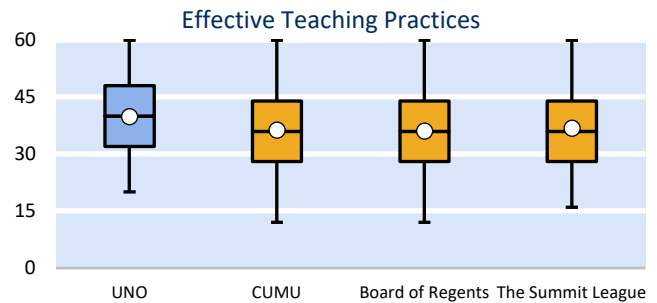 Effective Teaching Practices
60
45
30
15
0
UNO
CUMU
Board of Regents
The Summit League